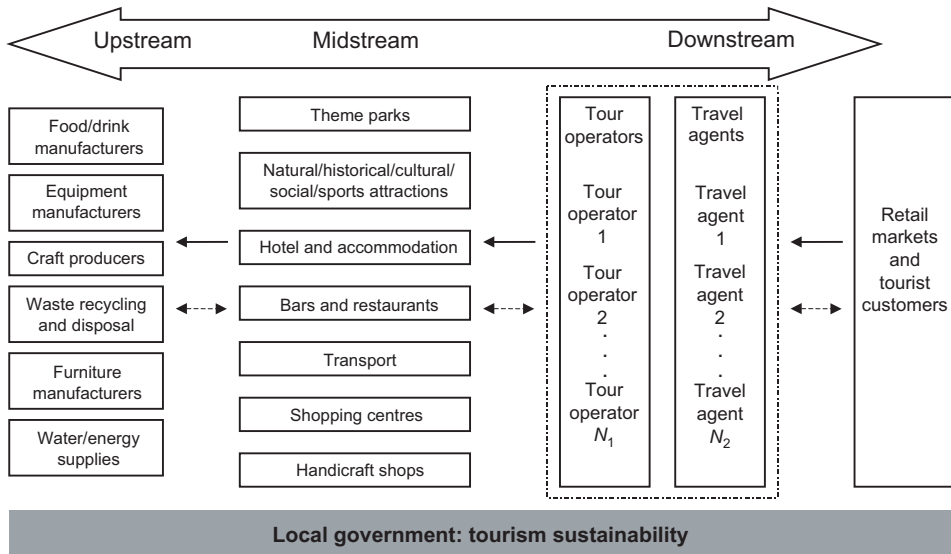 Upstream
Midstream
Downstream
Food/drink
manufacturers
Equipment
manufacturers
Craft producers
Waste recycling
and disposal
Furniture
manufacturers
Water/energy
supplies
Theme parks
Natural/historical/cultural/
social/sports attractions
Hotel and accommodation
Bars and restaurants
Transport
Shopping centres
Handicraft shops
Tour
operators
Tour
operator
1
Tour
operator
2
.
.
.
Tour
operator
N₁
Travel
agents
Travel
agent
1
Travel
agent
2
.
.
.
Travel
agent
N₂
Retail
markets
and
tourist
customers
Local government: tourism sustainability